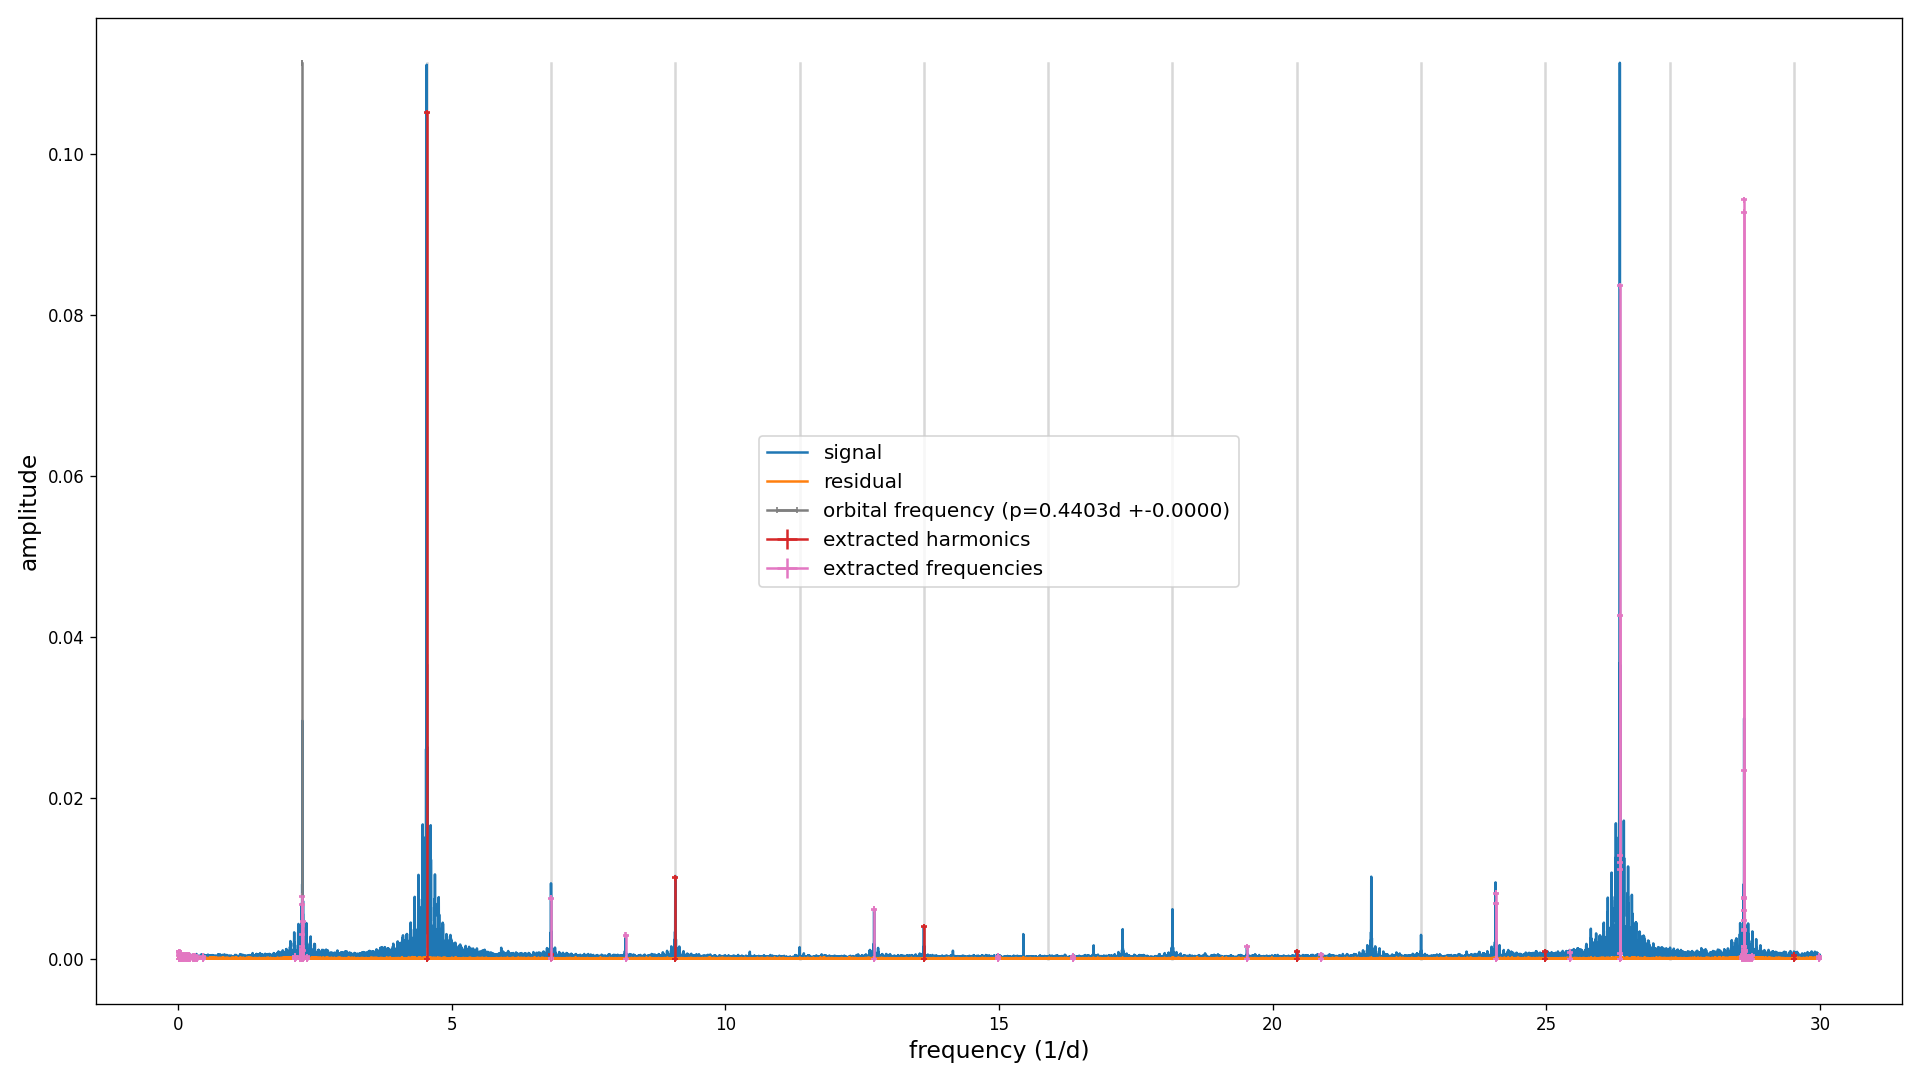 amplitude
0.10
0.08
0.06
0.04
0.02
0.00
signal
residual
orbital frequency (p=0.4403d +-0.0000)
extracted harmonics
extracted frequencies
0 5 10 15 20 25 30
frequency (1/d)